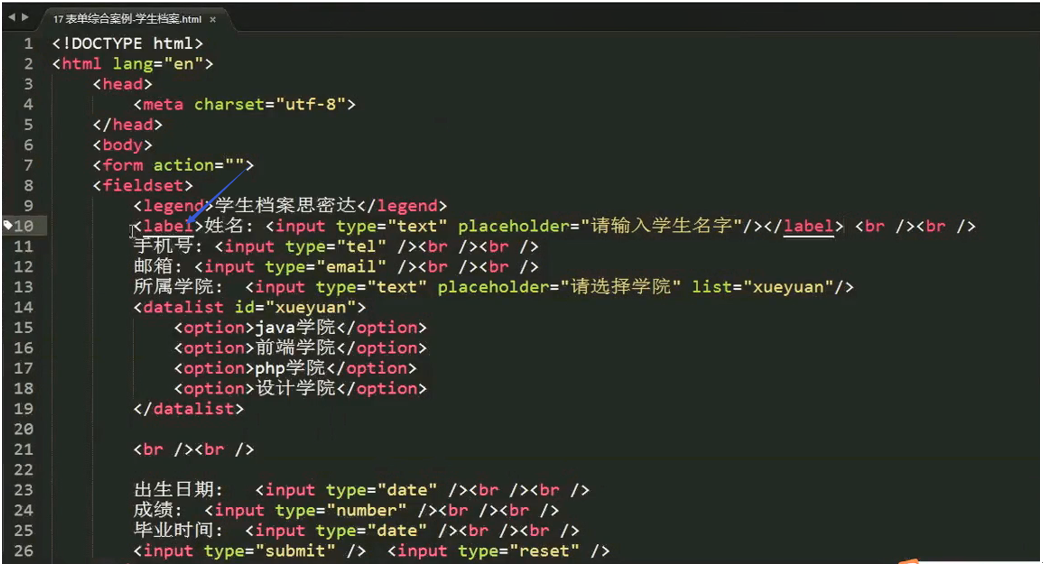 17 表单综合案例-学生档案.html ×
1 <!DOCTYPE html>
2 <html lang="en">
3 <head>
4 <meta charset="utf-8">
5 </head>
6 <body>
7 <form action="">
8 <fieldset>
9 <legend>学生档案思密达</legend>
10 <label>姓名: <input type="text" placeholder="请输入学生名字"/></label> <br /><br />
11 手机号: <input type="tel" /><br /><br />
12 邮箱: <input type="email" /><br /><br />
13 所属学院: <input type="text" placeholder="请选择学院" list="xueyuan"/>
14 <datalist id="xueyuan">
15 <option>java学院</option>
16 <option>前端学院</option>
17 <option>php学院</option>
18 <option>设计学院</option>
19 </datalist>
20
21 <br /><br />
22
23 出生日期: <input type="date" /><br /><br />
24 成绩: <input type="number" /><br /><br />
25 毕业时间: <input type="date" /><br /><br />
26 <input type="submit" /> <input type="reset" />